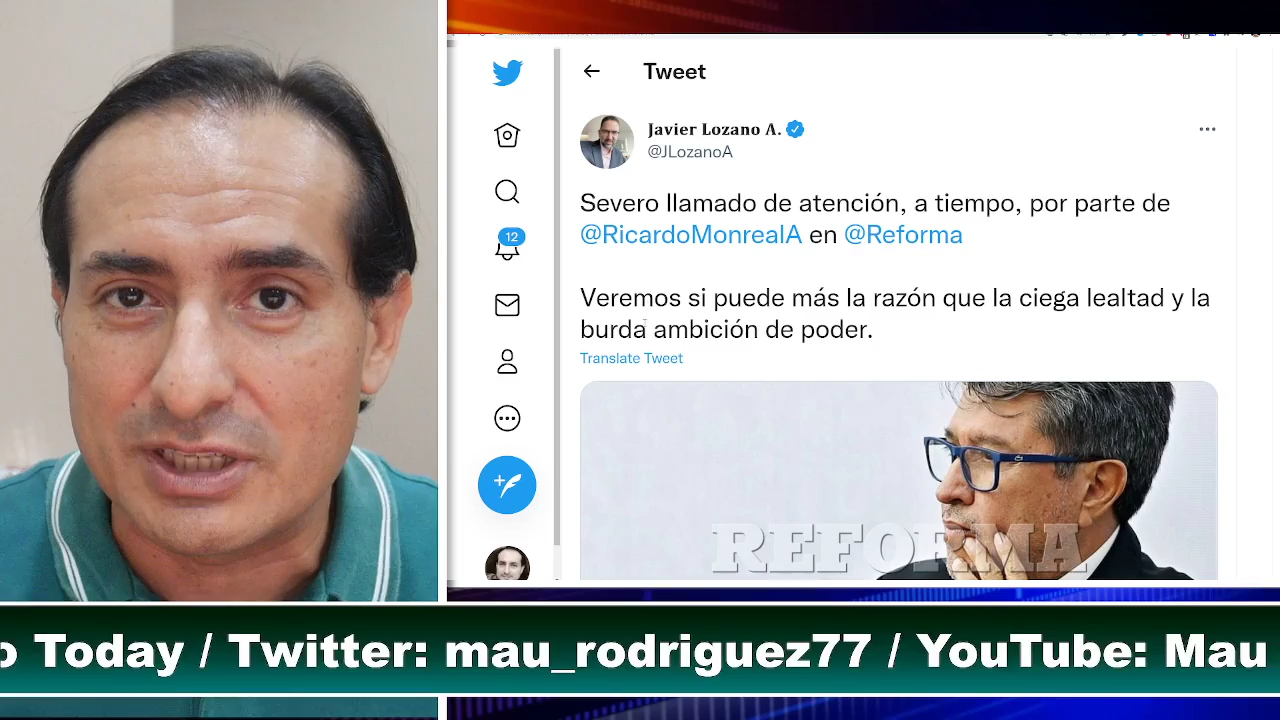 Tweet
Javier Lozano A.
@JLozanoA
Severo llamado de atención, a tiempo, por parte de
@RicardoMonrealA en @Reforma
12
Veremos si puede más la razón que la ciega lealtad y la
burda ambición de poder.
Translate Tweet
REFORMA
o Today / Twitter: mau_rodriguez77 / YouTube: Mau